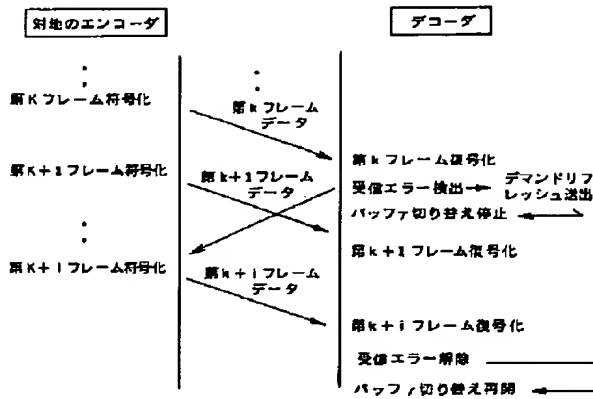 対地のエンコーダ
デコーダ
第Kフレーム符号化
第kフレーム
データ
第kフレーム復号化
第K+1フレーム符号化
第k+1フレーム
データ
受信エラー検出
デマンドリフ
レッシュ送出
バッファ切り替え停止
第k+1フレーム復号化
第K+iフレーム符号化
第k+iフレーム
データ
第k+iフレーム復号化
受信エラー解除
バッファ切り替え再開